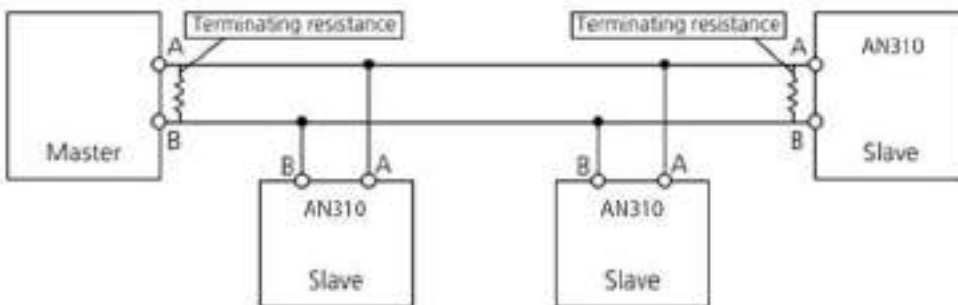 Terminating resistance
Terminating resistance
A
A
AN310
B
B
Master
Slave
B
A
B
A
AN310
AN310
Slave
Slave